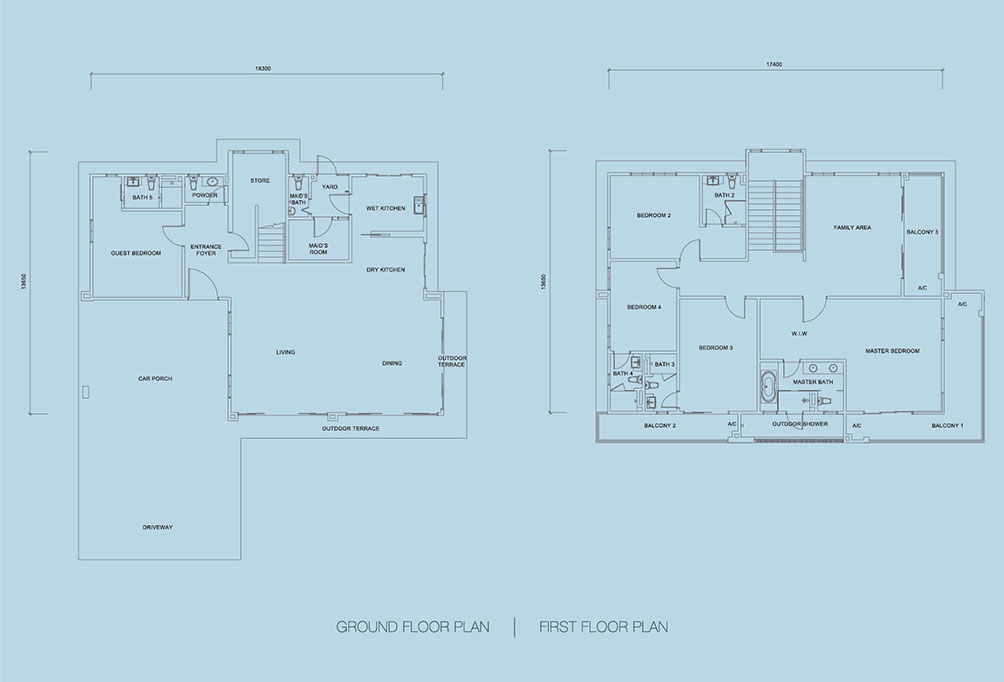 18300
17400
13650
STORE
BATH 5
POWDER
MAID'S
BATH
YARD
WET KITCHEN
GUEST BEDROOM
ENTRANCE
FOYER
MAID'S
ROOM
DRY KITCHEN
LIVING
DINING
OUTDOOR
TERRACE
CAR PORCH
OUTDOOR TERRACE
DRIVEWAY
13650
BATH 2
BEDROOM 2
FAMILY AREA
BALCONY 3
A/C
A/C
BEDROOM 4
W.I.W
BEDROOM 3
MASTER BEDROOM
BATH 4
BATH 3
MASTER BATH
BALCONY 2
A/C
OUTDOOR SHOWER
A/C
BALCONY 1
GROUND FLOOR PLAN | FIRST FLOOR PLAN